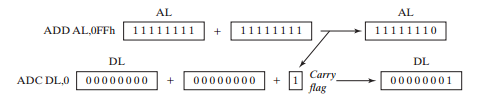 AL AL
ADD AL,0FFh 11111111 + 11111111 11111110
DL DL
ADC DL,0 00000000 + 00000000 + 1 Carry flag 00000001